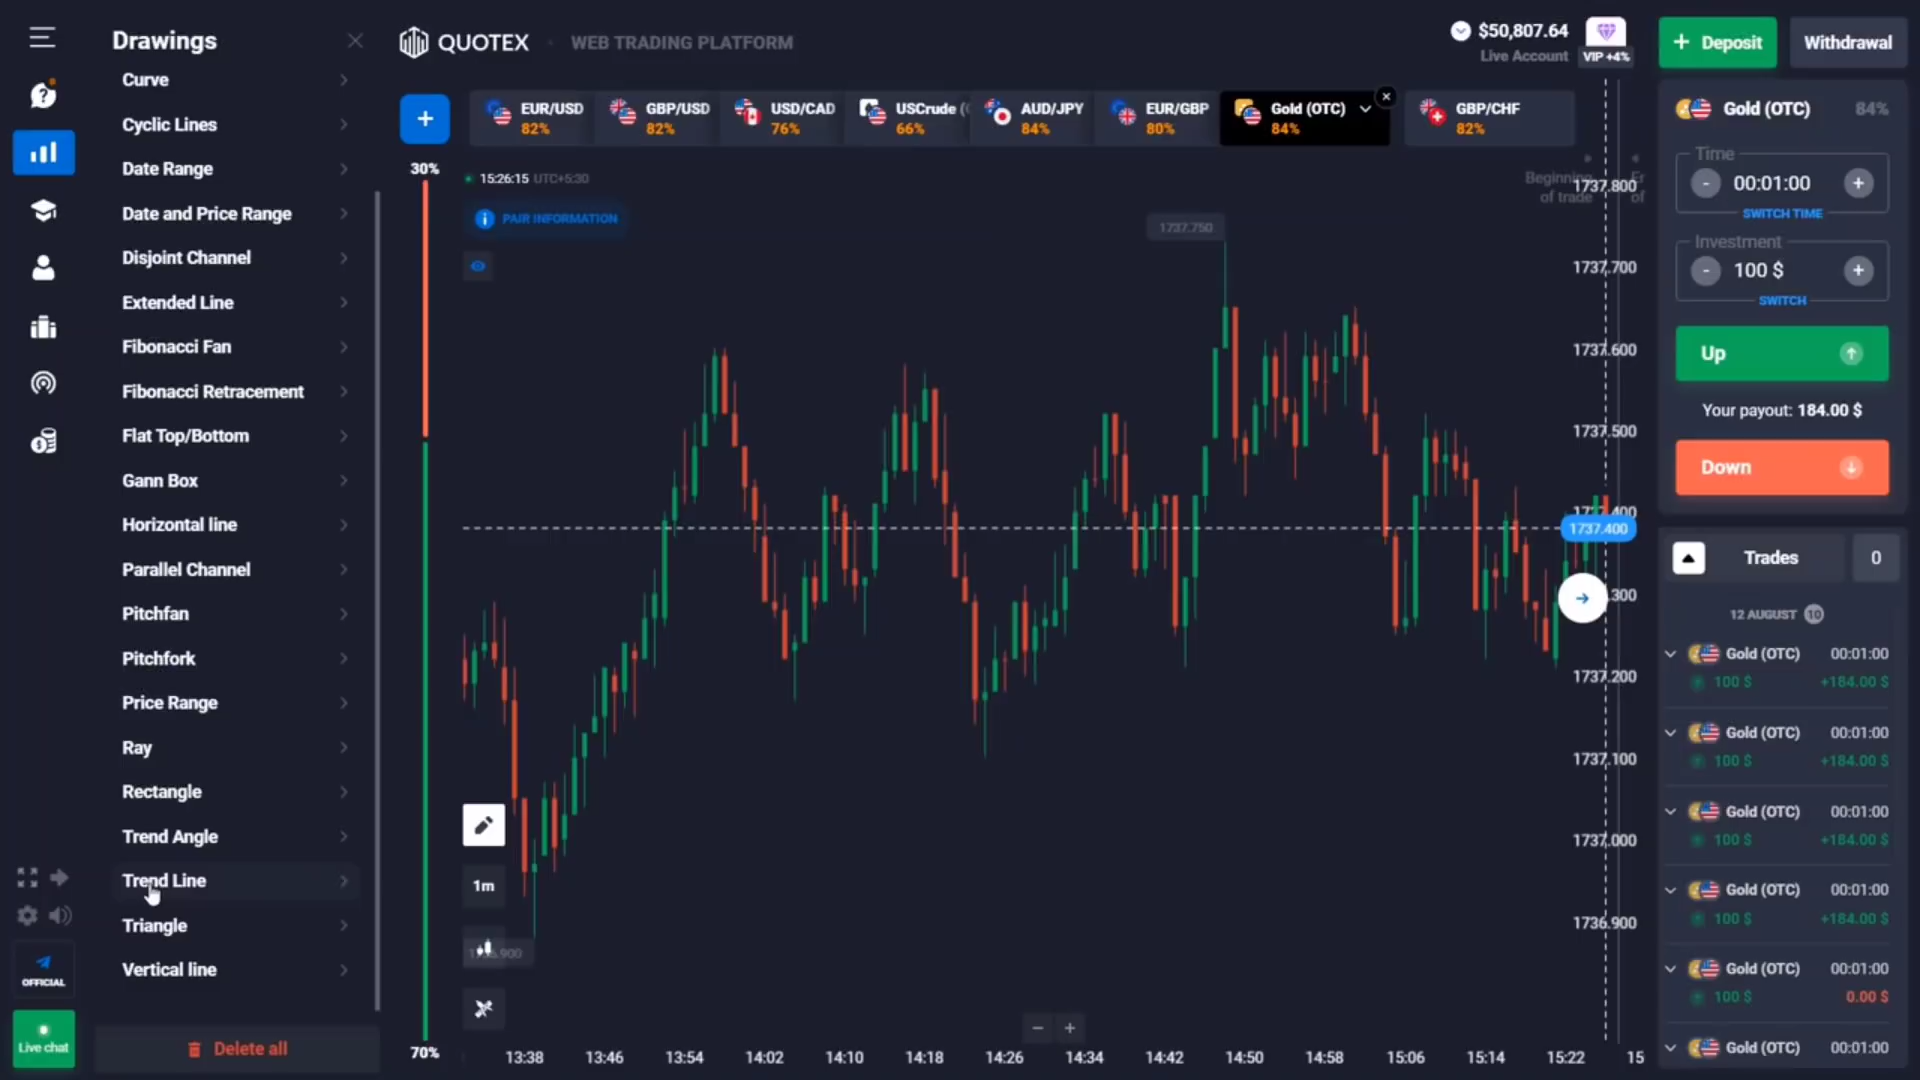 Drawings
Curve
Cyclic Lines
Date Range
Date and Price Range
Disjoint Channel
Extended Line
Fibonacci Fan
Fibonacci Retracement
Flat Top/Bottom
Gann Box
Horizontal line
Parallel Channel
Pitchfan
Pitchfork
Price Range
Ray
Rectangle
Trend Angle
Trend Line
Triangle
Vertical line
Delete all
OFFICIAL
Live chat
QUOTEX
WEB TRADING PLATFORM
$50,807.64
Live Account
VIP +4%
+ Deposit
Withdrawal
+
EUR/USD
82%
GBP/USD
82%
USD/CAD
76%
USCrude (
66%
AUD/JPY
84%
EUR/GBP
80%
Gold (OTC)
84%
GBP/CHF
82%
30%
70%
15:26:15 UTC+5:30
PAIR INFORMATION
Beginning
of trade
1737.750
1737.800
1737.700
1737.600
1737.500
1737.400
1737.200
1737.100
1737.000
1736.900
1m
13:38
13:46
13:54
14:02
14:10
14:18
14:26
14:34
14:42
14:50
14:58
15:06
15:14
15:22
15
Gold (OTC)
84%
Time
- 00:01:00 +
SWITCH TIME
Investment
- 100 $ +
SWITCH
Up
Your payout: 184.00 $
Down
Trades
0
12 AUGUST 10
Gold (OTC) 00:01:00
100 $ +184.00 $
Gold (OTC) 00:01:00
100 $ +184.00 $
Gold (OTC) 00:01:00
100 $ +184.00 $
Gold (OTC) 00:01:00
100 $ +184.00 $
Gold (OTC) 00:01:00
100 $ 0.00 $
Gold (OTC) 00:01:00